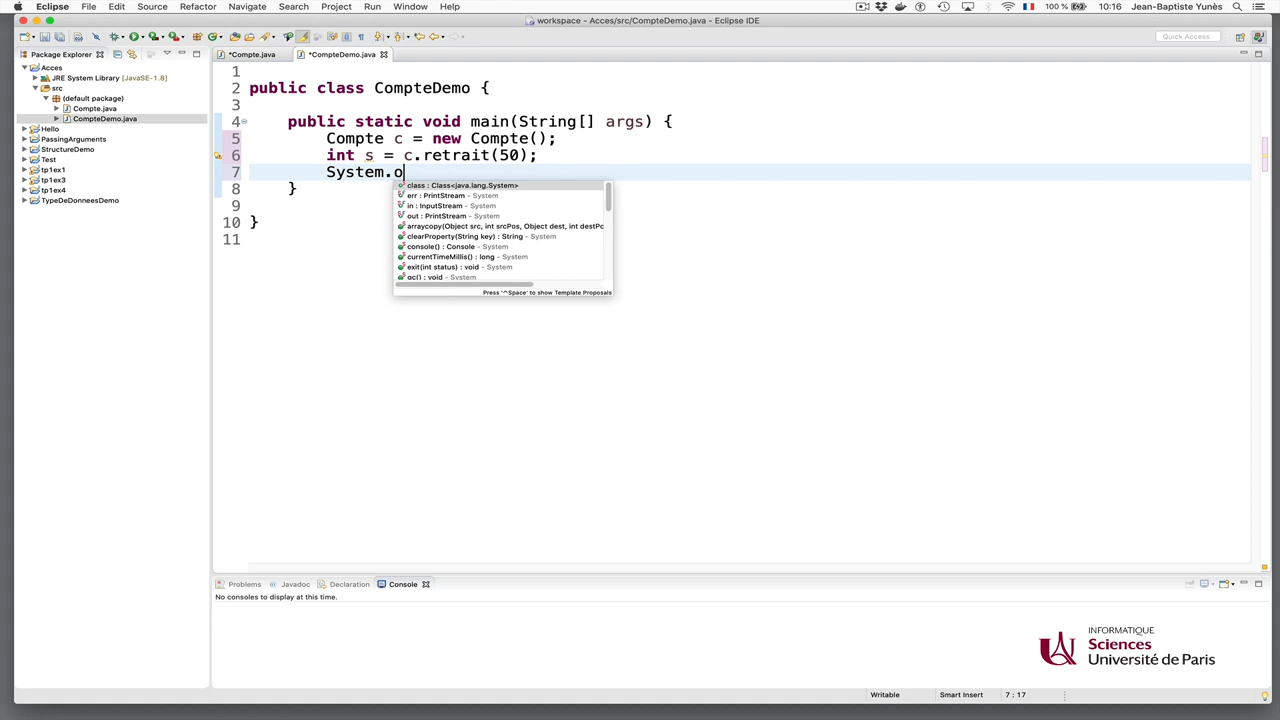 Eclipse File Edit Source Refactor Navigate Search Project Run Window Help 100 % 10:16 Jean-Baptiste Yunès
workspace - Acces/src/CompteDemo.java - Eclipse IDE
Quick Access
Package Explorer
*Compte.java
*CompteDemo.java
Acces
JRE System Library [JavaSE-1.8]
src
(default package)
Compte.java
CompteDemo.java
Hello
PassingArguments
StructureDemo
Test
tp1ex1
tp1ex3
tp1ex4
TypeDeDonneesDemo
1
2 public class CompteDemo {
3
4 public static void main(String[] args) {
5 Compte c = new Compte();
6 int s = c.retrait(50);
7 System.o
8 }
9
10 }
11
class : Class<java.lang.System>
err : PrintStream - System
in : InputStream - System
out : PrintStream - System
arraycopy(Object src, int srcPos, Object dest, int destPc
clearProperty(String key) : String - System
console() : Console - System
currentTimeMillis() : long - System
exit(int status) : void - System
gc() : void - System
Press '^Space' to show Template Proposals
Problems Javadoc Declaration Console
No consoles to display at this time.
INFORMATIQUE
Sciences
Université de Paris
Writable Smart Insert 7 : 17